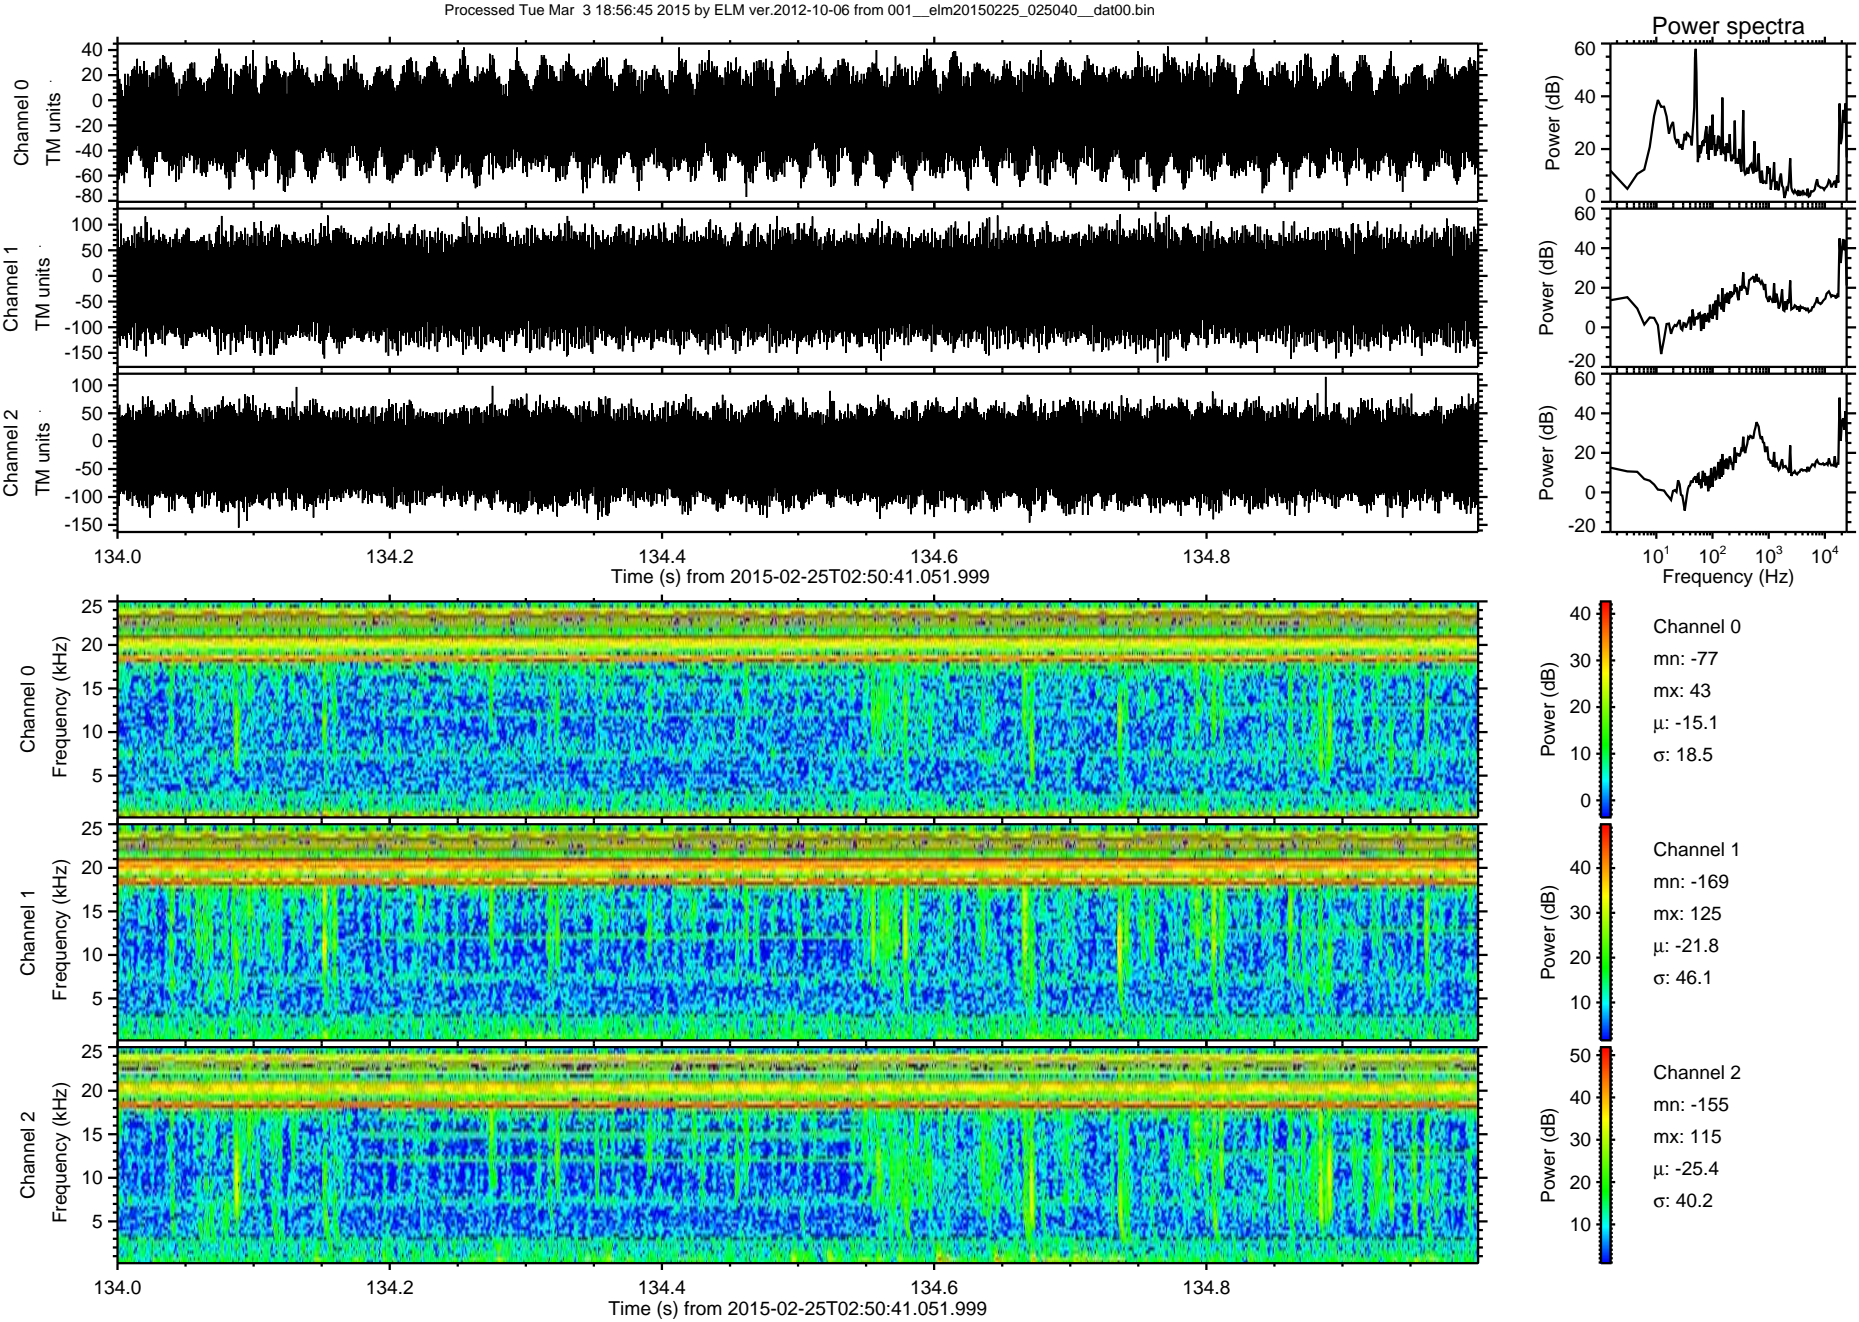 Processed Tue Mar  3 18:56:45 2015 by ELM ver.2012-10-06 from 001__elm20150225_025040__dat00.bin
Power spectra
Channel 0
TM units
40
20
0
-20
-40
-60
-80
Power (dB)
60
40
20
0
Channel 1
TM units
100
50
0
-50
-100
-150
Power (dB)
60
40
20
0
-20
Channel 2
TM units
100
50
0
-50
-100
-150
Power (dB)
60
40
20
0
-20
134.0 134.2 134.4 134.6 134.8
Time (s) from 2015-02-25T02:50:41.051.999
10^1 10^2 10^3 10^4
Frequency (Hz)
Channel 0
Frequency (kHz)
25
20
15
10
5
Power (dB)
40
30
20
10
0
Channel 0
mn: -77
mx: 43
μ: -15.1
σ: 18.5
Channel 1
Frequency (kHz)
25
20
15
10
5
Power (dB)
40
30
20
10
Channel 1
mn: -169
mx: 125
μ: -21.8
σ: 46.1
Channel 2
Frequency (kHz)
25
20
15
10
5
Power (dB)
50
40
30
20
10
Channel 2
mn: -155
mx: 115
μ: -25.4
σ: 40.2
134.0 134.2 134.4 134.6 134.8
Time (s) from 2015-02-25T02:50:41.051.999